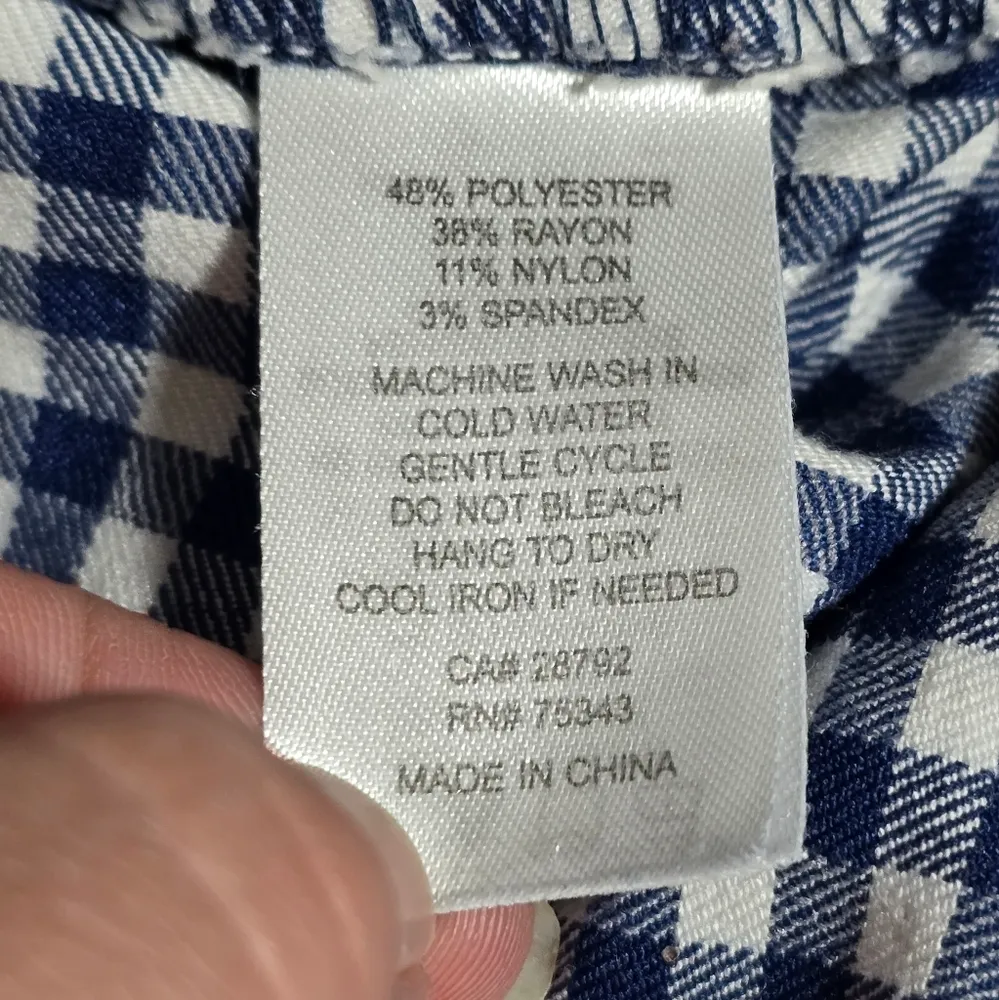 48% POLYESTER
38% RAYON
11% NYLON
3% SPANDEX
MACHINE WASH IN
COLD WATER
GENTLE CYCLE
DO NOT BLEACH
HANG TO DRY
COOL IRON IF NEEDED
CA# 28792
RN# 75343
MADE IN CHINA